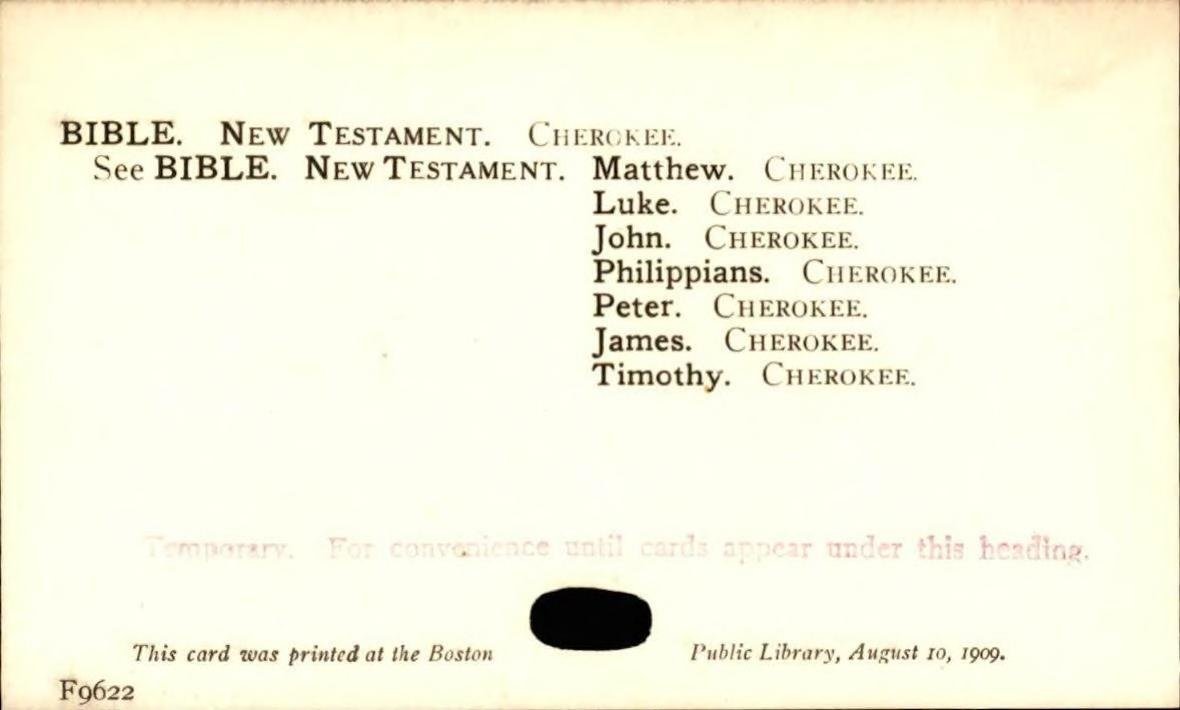 BIBLE. NEW TESTAMENT. CHEROKEE.
See BIBLE. NEW TESTAMENT. Matthew. CHEROKEE.
Luke. CHEROKEE.
John. CHEROKEE.
Philippians. CHEROKEE.
Peter. CHEROKEE.
James. CHEROKEE.
Timothy. CHEROKEE.
Temporary. For convenience until cards appear under this heading.
This card was printed at the Boston Public Library, August 10, 1909.
F9622